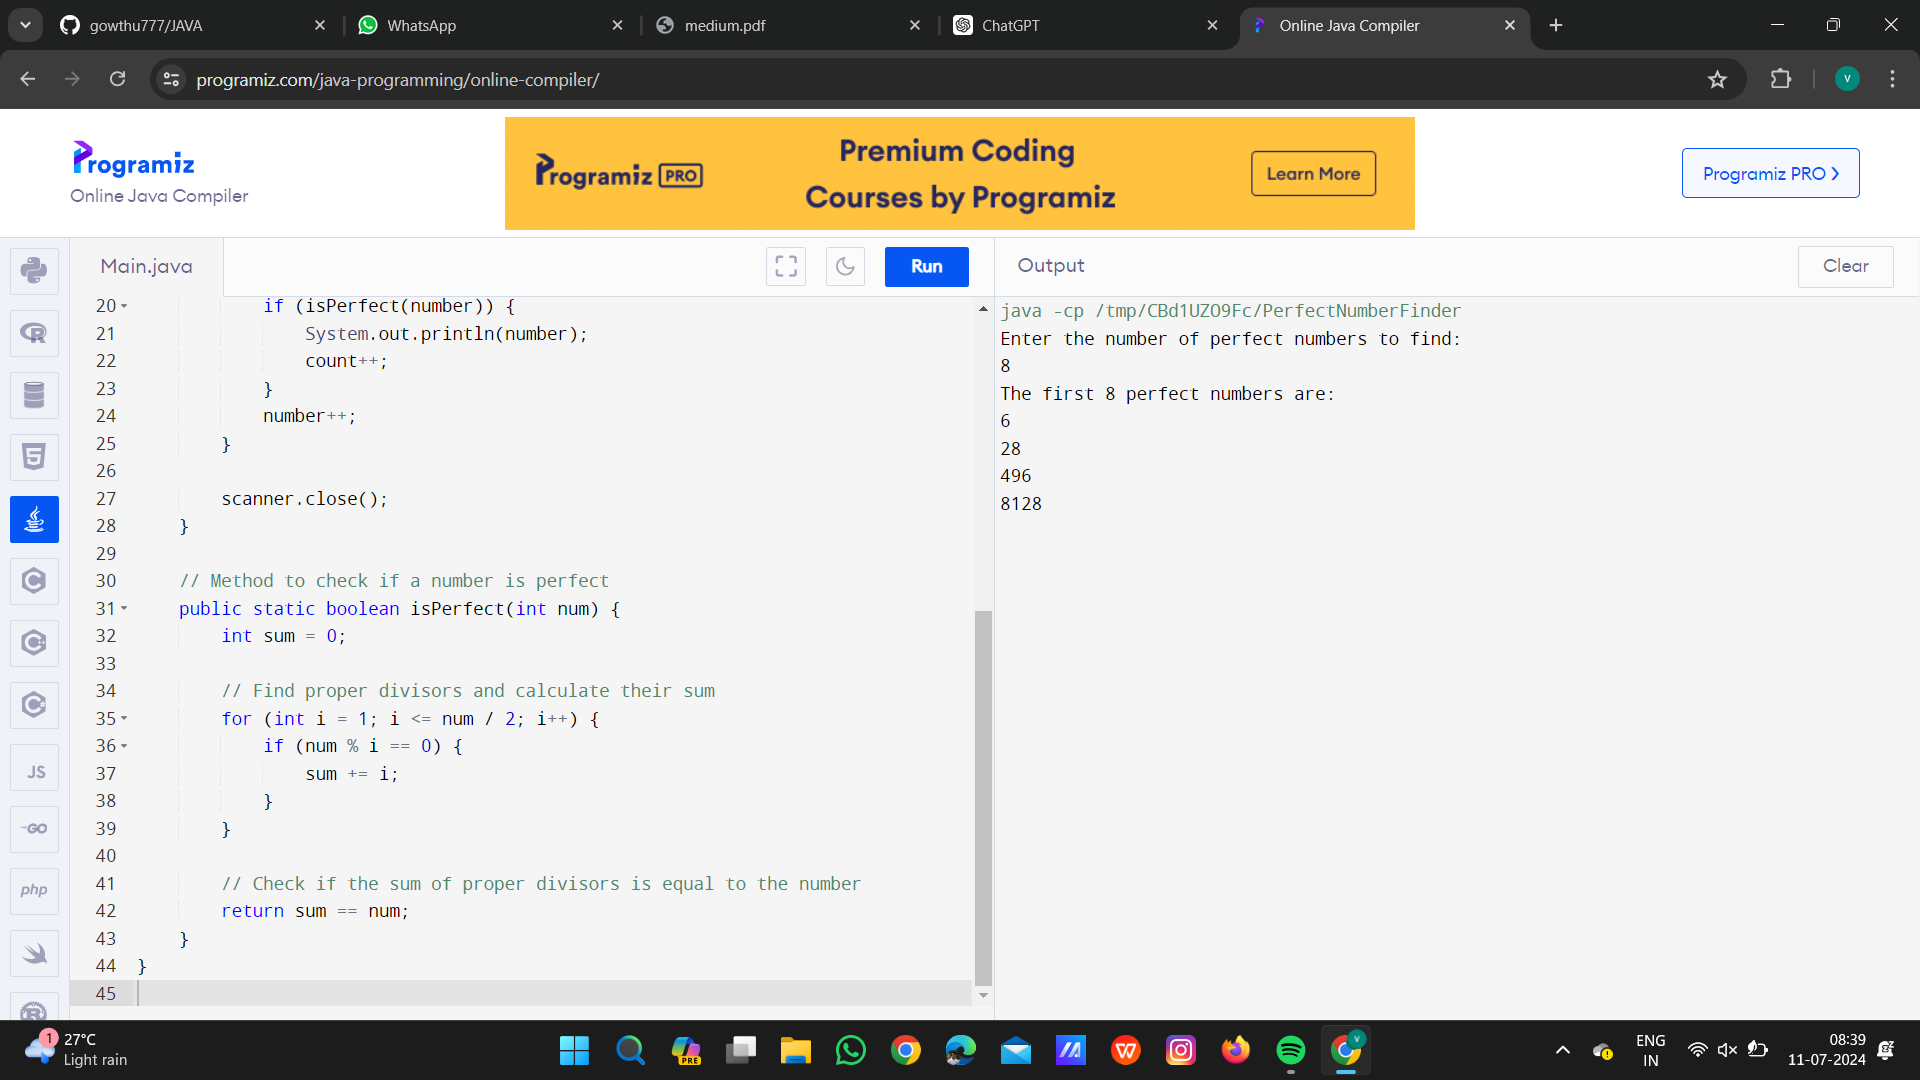 gowthu777/JAVA
WhatsApp
medium.pdf
ChatGPT
Online Java Compiler
programiz.com/java-programming/online-compiler/
V
Programiz
Online Java Compiler
Programiz PRO
Premium Coding
Courses by Programiz
Learn More
Programiz PRO
Main.java
Run
Output
Clear
20 if (isPerfect(number)) {
21 System.out.println(number);
22 count++;
23 }
24 number++;
25 }
26
27 scanner.close();
28 }
29
30 // Method to check if a number is perfect
31 public static boolean isPerfect(int num) {
32 int sum = 0;
33
34 // Find proper divisors and calculate their sum
35 for (int i = 1; i <= num / 2; i++) {
36 if (num % i == 0) {
37 sum += i;
38 }
39 }
40
41 // Check if the sum of proper divisors is equal to the number
42 return sum == num;
43 }
44 }
45
java -cp /tmp/CBd1UZO9Fc/PerfectNumberFinder
Enter the number of perfect numbers to find:
8
The first 8 perfect numbers are:
6
28
496
8128
R
5
C
C
C
JS
GO
php
R
1
27°C
Light rain
PRE
W
V
ENG
IN
08:39
11-07-2024